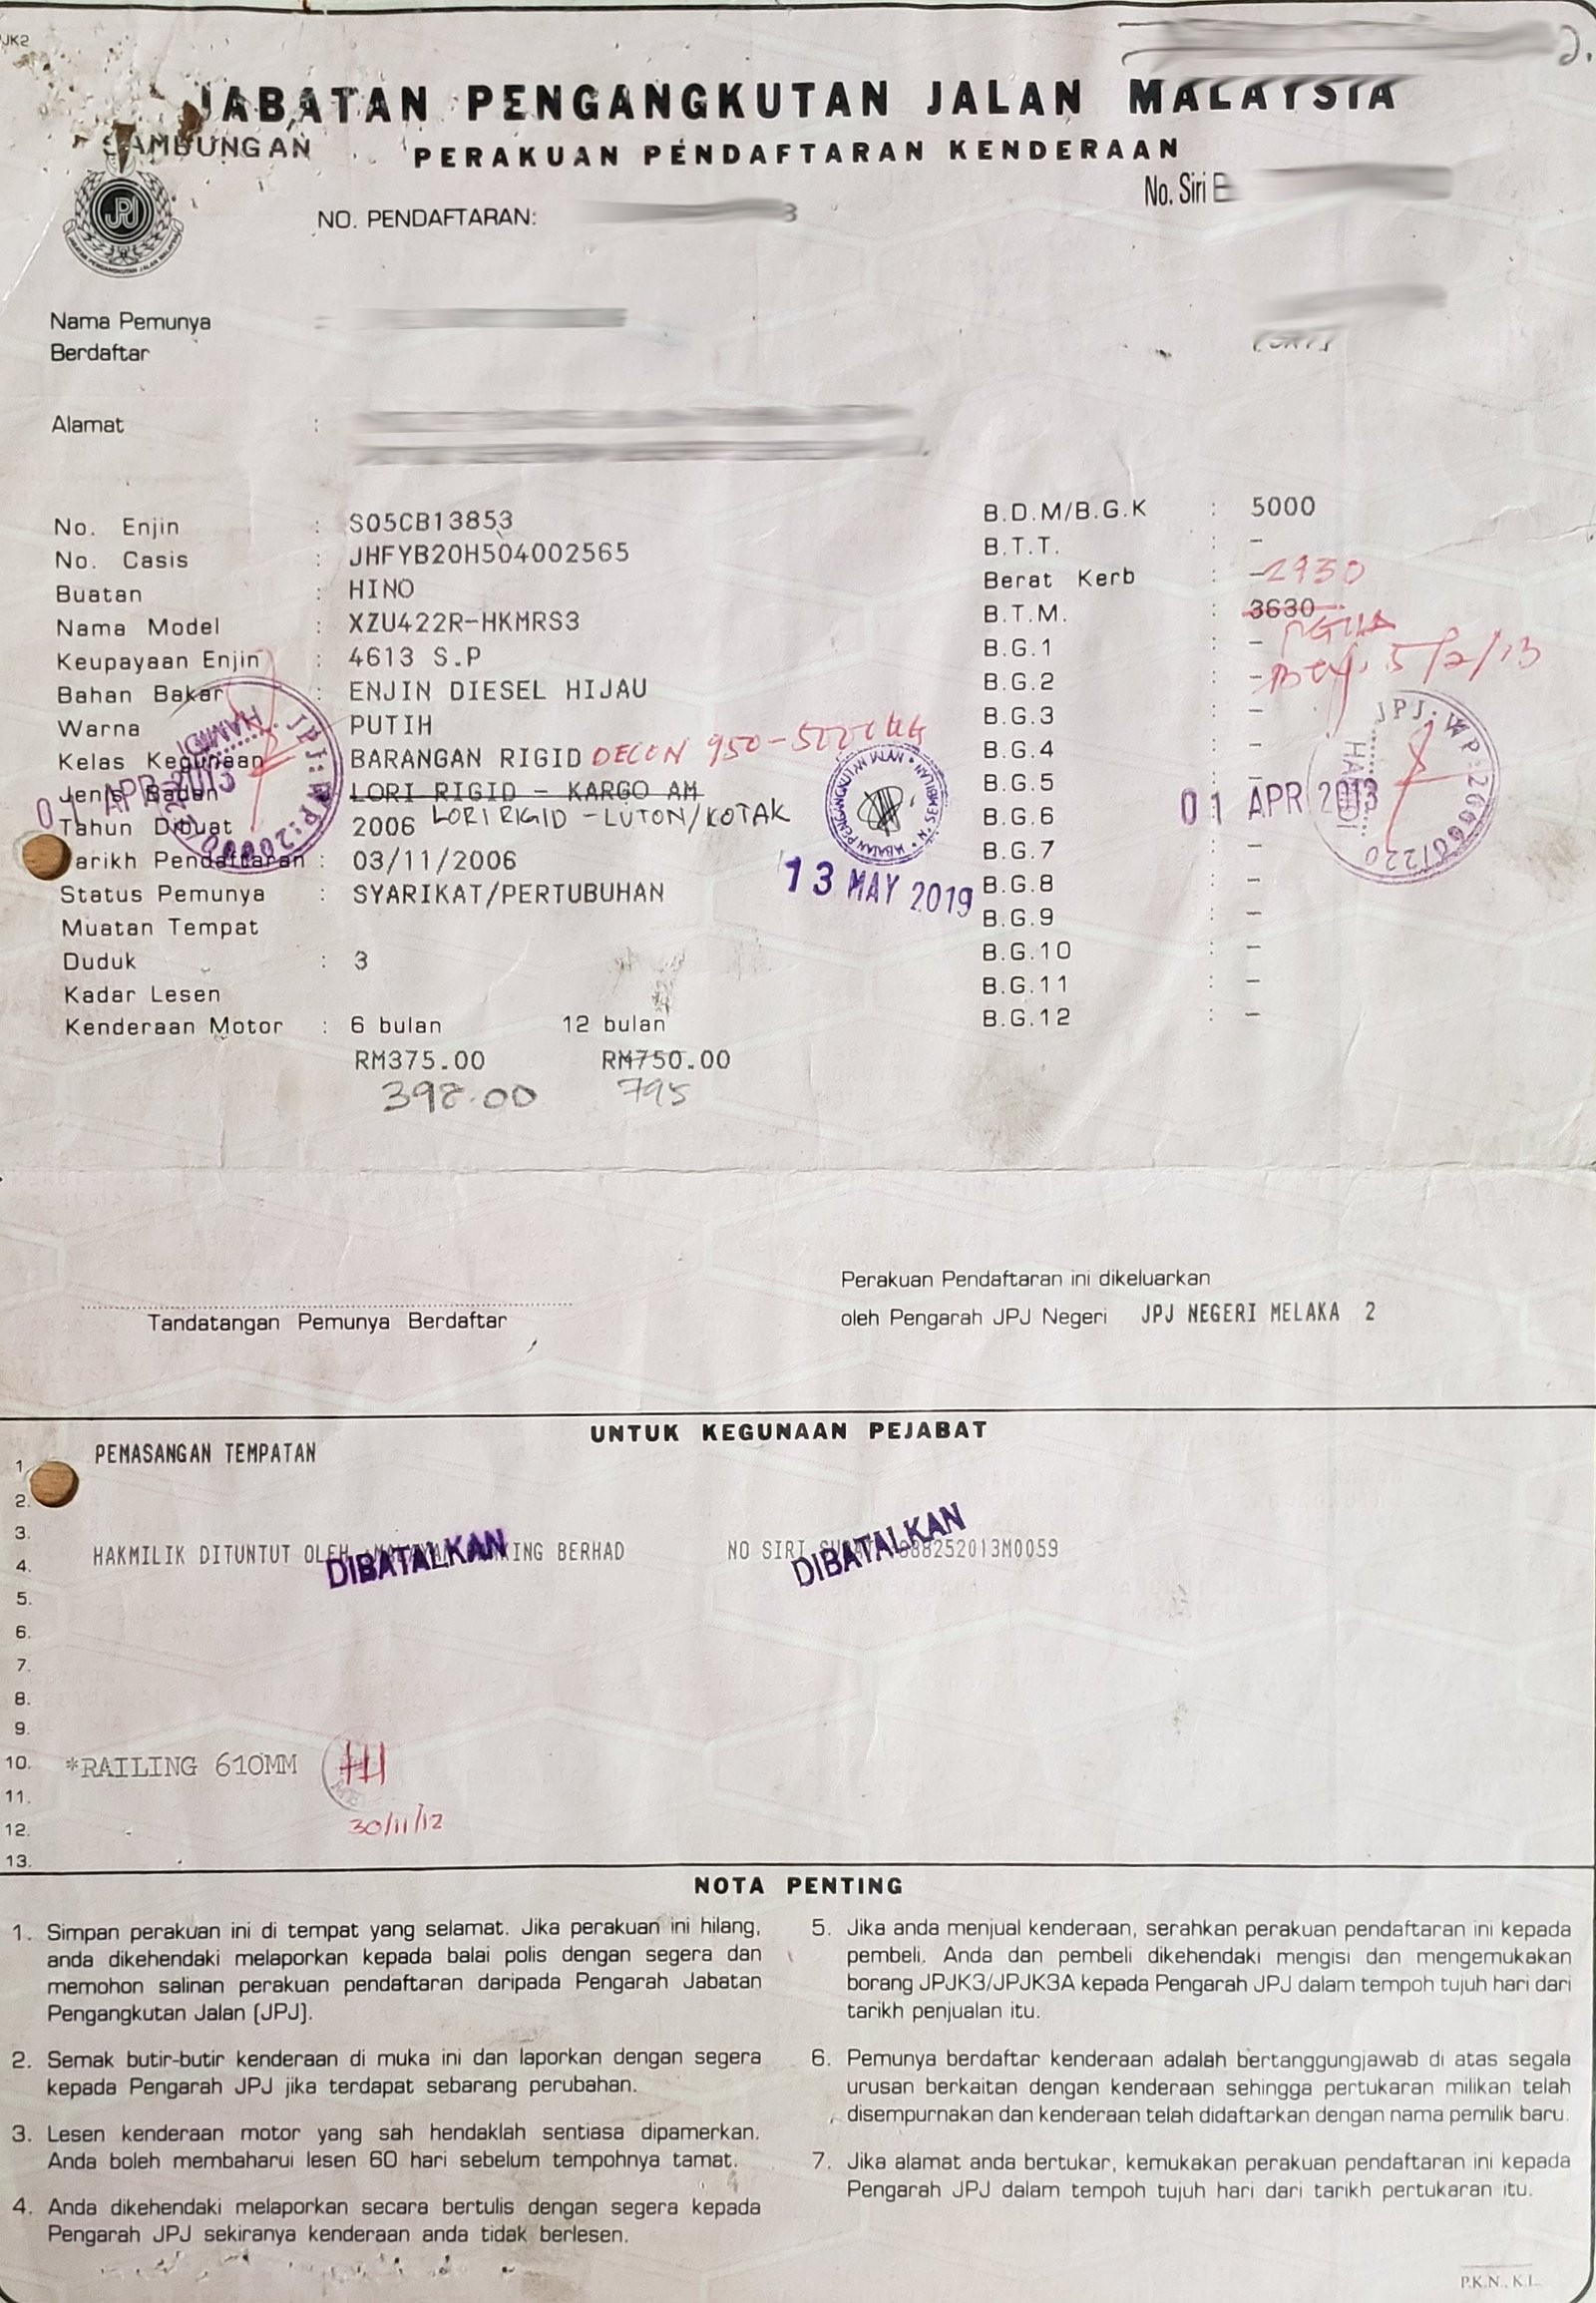 JK2
JABATAN PENGANGKUTAN JALAN MALAYSIA
SAMBUNGAN
PERAKUAN PENDAFTARAN KENDERAAN
No. Siri
NO. PENDAFTARAN:
Nama Pemunya
Berdaftar
Alamat :
No. Enjin : S05CB13853
No. Casis : JHFYB20H504002565
Buatan : HINO
Nama Model : XZU422R-HKMRS3
Keupayaan Enjin : 4613 S.P
Bahan Bakar : ENJIN DIESEL HIJAU
Warna : PUTIH
Kelas Kegunaan BARANGAN RIGID
Jenis Badan LORI RIGID - KARGO AM
LORI RIGID - LUTON/KOTAK
Tahun Dibuat 2006
Tarikh Pendaftaran : 03/11/2006
Status Pemunya : SYARIKAT/PERTUBUHAN
Muatan Tempat
Duduk : 3
Kadar Lesen
Kenderaan Motor : 6 bulan 12 bulan
RM375.00 RM750.00
398.00 795
B.D.M/B.G.K : 5000
B.T.T. : -
Berat Kerb : -
B.T.M. : 3630
B.G.1 : -
B.G.2 : -
5/2/13
B.G.3 : -
B.G.4 : -
B.G.5 : -
B.G.6 : -
B.G.7 : -
B.G.8 : -
B.G.9 : -
B.G.10 : -
B.G.11 : -
B.G.12 : -
01 APR 2013
13 MAY 2019
01 APR 2013
Perakuan Pendaftaran ini dikeluarkan
oleh Pengarah JPJ Negeri JPJ NEGERI MELAKA 2
Tandatangan Pemunya Berdaftar
UNTUK KEGUNAAN PEJABAT
1. PEMASANGAN TEMPATAN
2.
3.
4. HAKMILIK DITUNTUT OLEH BERHAD NO SIRI
DIBATALKAN DIBATALKAN
5.
6.
7.
8.
9.
10. *RAILING 610MM
11.
12. 30/11/12
13.
NOTA PENTING
1. Simpan perakuan ini di tempat yang selamat. Jika perakuan ini hilang,
anda dikehendaki melaporkan kepada balai polis dengan segera dan
memohon salinan perakuan pendaftaran daripada Pengarah Jabatan
Pengangkutan Jalan (JPJ).
2. Semak butir-butir kenderaan di muka ini dan laporkan dengan segera
kepada Pengarah JPJ jika terdapat sebarang perubahan.
3. Lesen kenderaan motor yang sah hendaklah sentiasa dipamerkan.
Anda boleh membaharui lesen 60 hari sebelum tempohnya tamat.
4. Anda dikehendaki melaporkan secara bertulis dengan segera kepada
Pengarah JPJ sekiranya kenderaan anda tidak berlesen.
5. Jika anda menjual kenderaan, serahkan perakuan pendaftaran ini kepada
pembeli. Anda dan pembeli dikehendaki mengisi dan mengemukakan
borang JPJK3/JPJK3A kepada Pengarah JPJ dalam tempoh tujuh hari dari
tarikh penjualan itu.
6. Pemunya berdaftar kenderaan adalah bertanggungjawab di atas segala
urusan berkaitan dengan kenderaan sehingga pertukaran milikan telah
disempurnakan dan kenderaan telah didaftarkan dengan nama pemilik baru.
7. Jika alamat anda bertukar, kemukakan perakuan pendaftaran ini kepada
Pengarah JPJ dalam tempoh tujuh hari dari tarikh pertukaran itu.
P.K.N., K.L.